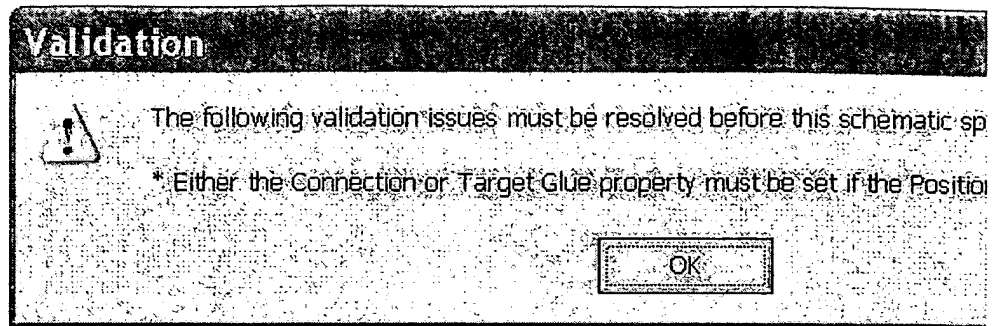 Validation
The following validation issues must be resolved before this schematic sp
* Either the Connection or Target Glue property must be set if the Position
OK